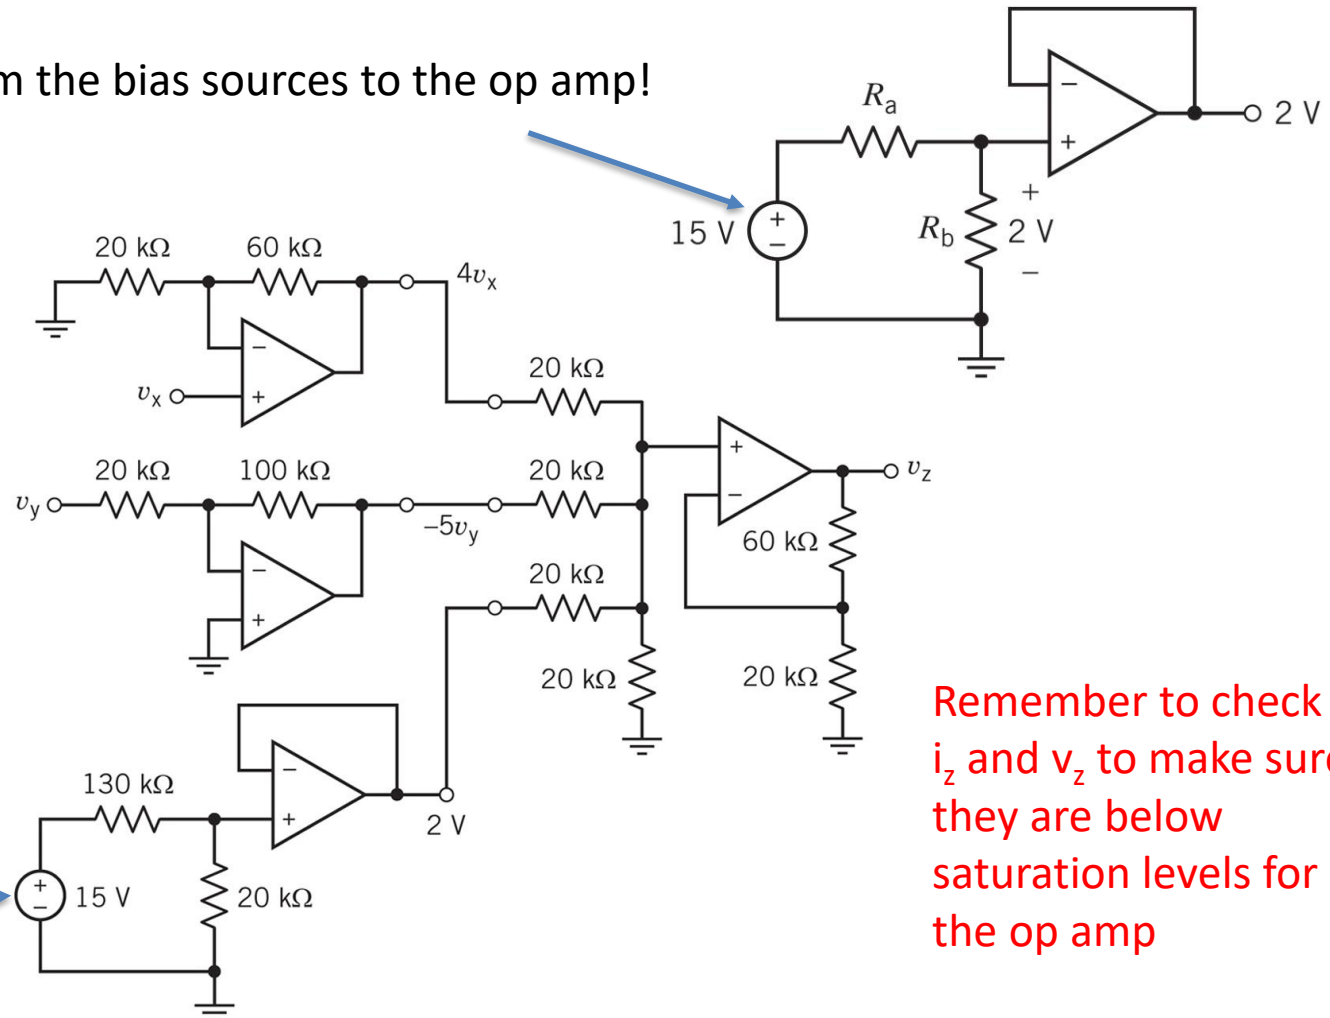 m the bias sources to the op amp!
Ra
2 V
15 V
Rb
+
2 V
−
20 kΩ
60 kΩ
4vx
vx
20 kΩ
20 kΩ
100 kΩ
20 kΩ
vy
−5vy
vz
60 kΩ
20 kΩ
20 kΩ
20 kΩ
130 kΩ
2 V
15 V
20 kΩ
Remember to check
iz and vz to make sure
they are below
saturation levels for
the op amp